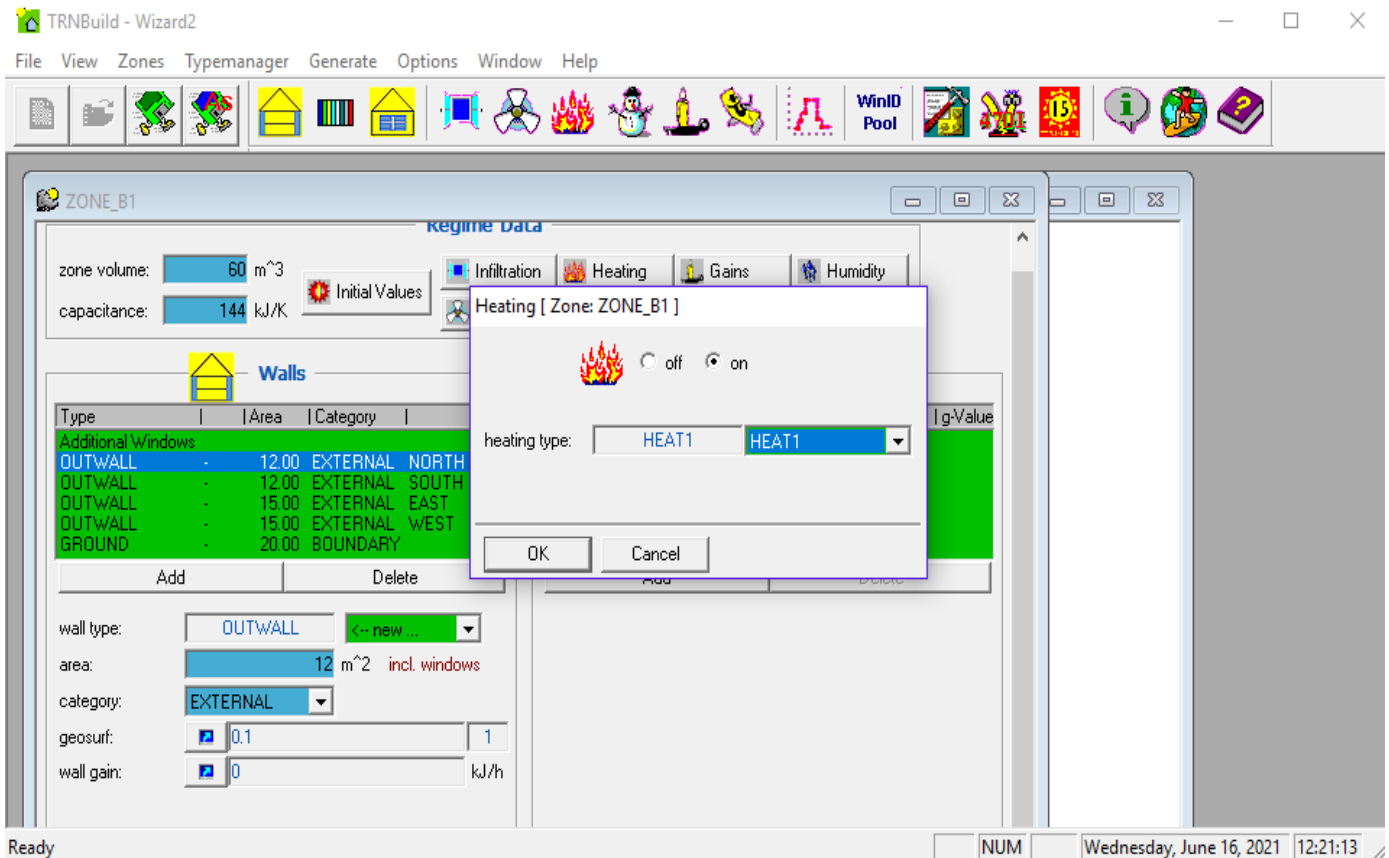 TRNBuild - Wizard2
File View Zones Typemanager Generate Options Window Help
WinID
Pool
15
ZONE_B1
Regime Data
zone volume: 60 m^3
Initial Values
Infiltration Heating Gains Humidity
capacitance: 144 kJ/K
Heating [ Zone: ZONE_B1 ]
off on
heating type: HEAT1 HEAT1
OK Cancel
Walls
Type | | Area | Category | | g-Value
Additional Windows
OUTWALL - 12.00 EXTERNAL NORTH
OUTWALL - 12.00 EXTERNAL SOUTH
OUTWALL - 15.00 EXTERNAL EAST
OUTWALL - 15.00 EXTERNAL WEST
GROUND - 20.00 BOUNDARY
Add Delete Add Delete
wall type: OUTWALL <-- new ...
area: 12 m^2 incl. windows
category: EXTERNAL
geosurf: 0.1 1
wall gain: 0 kJ/h
Ready NUM Wednesday, June 16, 2021 12:21:13